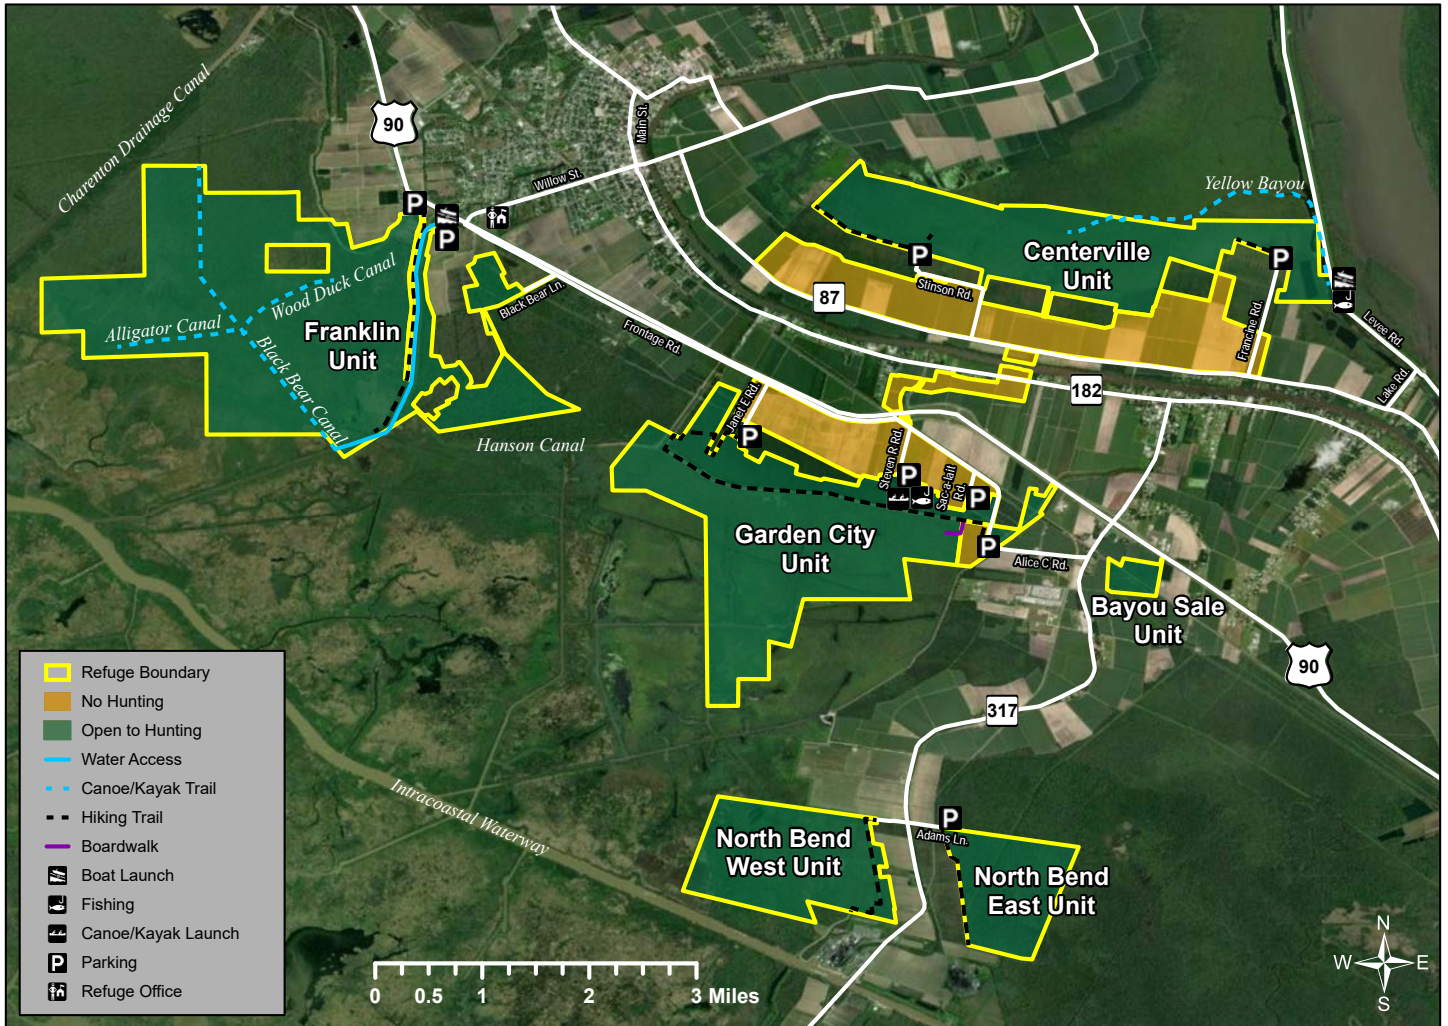 Charenton Drainage Canal
90
Main St.
Willow St.
P
P
Yellow Bayou
Centerville
Unit
P
P
Stinson Rd.
87
Francine Rd.
Levee Rd.
Lake Rd.
Wood Duck Canal
Alligator Canal
Franklin
Unit
Black Bear Ln.
Black Bear Canal
Frontage Rd.
182
Hanson Canal
Janet E Rd.
P
Steven R Rd.
P
Sac-a-lait
Rd.
P
Garden City
Unit
P
Alice C Rd.
Bayou Sale
Unit
90
317
Intracoastal Waterway
P
Adams Ln.
North Bend
West Unit
North Bend
East Unit
Refuge Boundary
No Hunting
Open to Hunting
Water Access
Canoe/Kayak Trail
Hiking Trail
Boardwalk
Boat Launch
Fishing
Canoe/Kayak Launch
P Parking
Refuge Office
0 0.5 1 2 3 Miles
N
W E
S